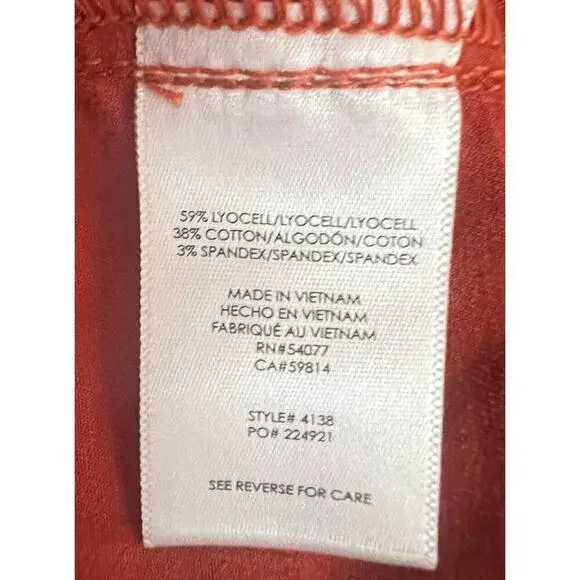 59% LYOCELL/LYOCELL/LYOCELL
38% COTTON/ALGODÓN/COTON
3% SPANDEX/SPANDEX/SPANDEX
MADE IN VIETNAM
HECHO EN VIETNAM
FABRIQUÉ AU VIETNAM
RN#54077
CA#59814
STYLE# 4138
PO# 224921
SEE REVERSE FOR CARE